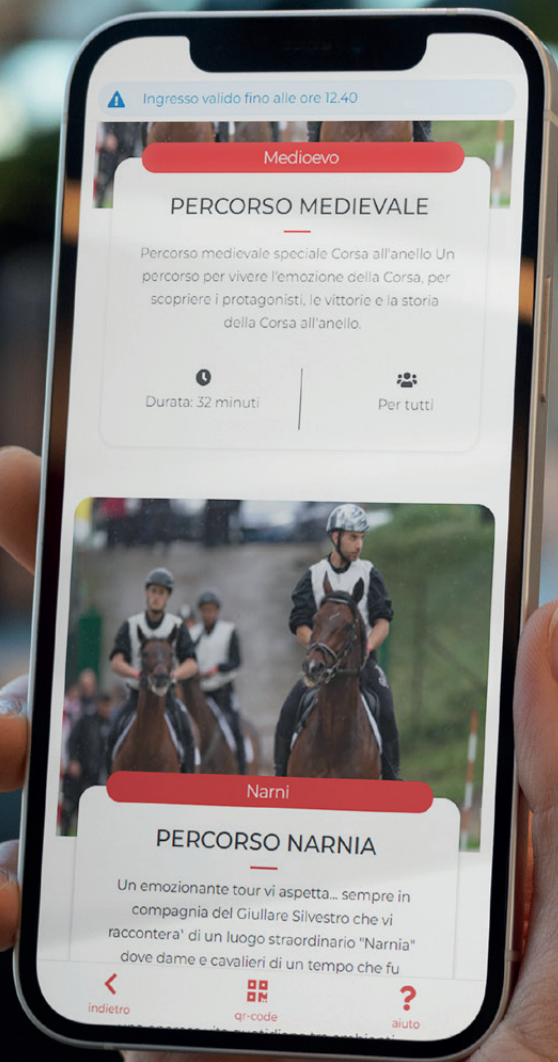 Ingresso valido fino alle ore 12.40
Medioevo
PERCORSO MEDIEVALE
Percorso medievale speciale Corsa all'anello Un
percorso per vivere l'emozione della Corsa, per
scopriere i protagonisti, le vittorie e la storia
della Corsa all'anello.
Durata: 32 minuti
Per tutti
Narni
PERCORSO NARNIA
Un emozionante tour vi aspetta... sempre in
compagnia del Giullare Silvestro che vi
raccontera' di un luogo straordinario "Narnia"
dove dame e cavalieri di un tempo che fu
indietro
qr-code
aiuto